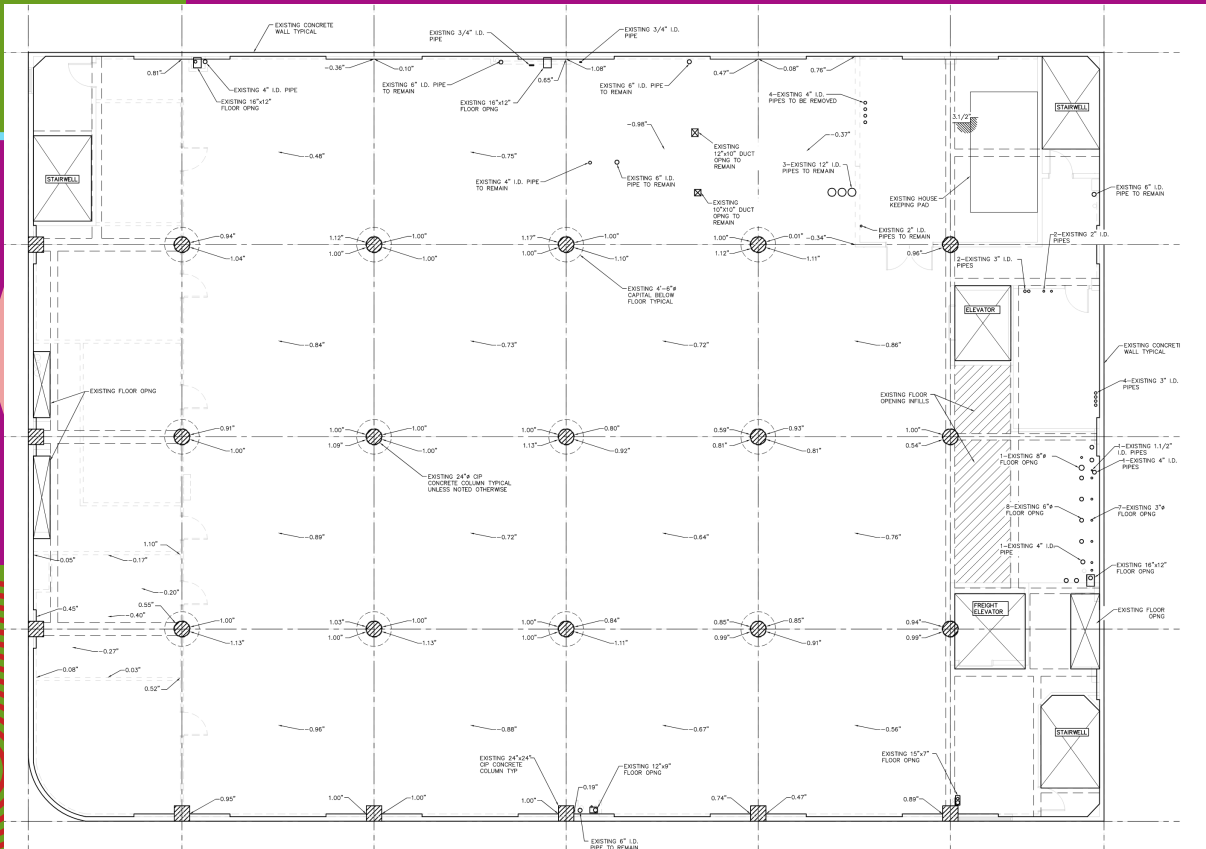 EXISTING CONCRETE
WALL TYPICAL
EXISTING 3/4" I.D.
PIPE
EXISTING 3/4" I.D.
PIPE
0.81"
-0.36"
-0.10"
0.65"
1.08"
0.47"
0.08"
0.76"
EXISTING 4" I.D. PIPE
EXISTING 16"x12"
FLOOR OPNG
EXISTING 6" I.D. PIPE
TO REMAIN
EXISTING 16"x12"
FLOOR OPNG
EXISTING 6" I.D. PIPE
TO REMAIN
4-EXISTING 4" I.D.
PIPES TO BE REMOVED
STAIRWELL
3.1/2"
-0.98"
-0.37"
EXISTING
12"x10" DUCT
OPNG TO
REMAIN
-0.48"
-0.75"
EXISTING 4" I.D. PIPE
TO REMAIN
EXISTING 6" I.D.
PIPE TO REMAIN
3-EXISTING 12" I.D.
PIPES TO REMAIN
STAIRWELL
EXISTING
10"X10" DUCT
OPNG TO
REMAIN
EXISTING HOUSE
KEEPING PAD
EXISTING 6" I.D.
PIPE TO REMAIN
EXISTING 2" I.D.
PIPES TO REMAIN
2-EXISTING 2" I.D.
PIPES
0.94"
1.04"
1.12"
1.00"
1.00"
1.00"
1.17"
1.00"
1.00"
1.10"
1.00"
0.01"
1.12"
1.11"
-0.34"
0.96"
2-EXISTING 3" I.D.
PIPES
EXISTING 4'-6"ø
CAPITAL BELOW
FLOOR TYPICAL
ELEVATOR
-0.84"
-0.73"
-0.72"
-0.86"
EXISTING CONCRETE
WALL TYPICAL
EXISTING FLOOR OPNG
EXISTING FLOOR
OPENING INFILLS
4-EXISTING 3" I.D.
PIPES
0.91"
1.00"
1.00"
1.00"
1.09"
1.00"
1.00"
0.80"
1.13"
0.92"
0.59"
0.93"
0.81"
0.81"
1.00"
0.54"
1-EXISTING 1.1/2"
I.D. PIPES
1-EXISTING 4" I.D.
PIPES
1-EXISTING 8"ø
FLOOR OPNG
EXISTING 24"ø CIP
CONCRETE COLUMN TYPICAL
UNLESS NOTED OTHERWISE
8-EXISTING 6"ø
FLOOR OPNG
7-EXISTING 3"ø
FLOOR OPNG
-0.89"
-0.72"
-0.64"
-0.76"
1.10"
1-EXISTING 4" I.D.
PIPE
0.05"
-0.17"
EXISTING 16"x12"
FLOOR OPNG
-0.20"
0.45"
0.55"
-0.40"
1.00"
1.13"
1.03"
1.00"
1.00"
1.13"
1.00"
0.84"
1.00"
1.11"
0.85"
0.85"
0.99"
0.91"
0.94"
0.99"
FREIGHT
ELEVATOR
EXISTING FLOOR
OPNG
-0.27"
-0.08"
-0.03"
0.52"
-0.96"
-0.88"
-0.67"
-0.56"
STAIRWELL
EXISTING 24"x24"
CIP CONCRETE
COLUMN TYP
EXISTING 12"x9"
FLOOR OPNG
EXISTING 15"x7"
FLOOR OPNG
0.19"
0.95"
1.00"
1.00"
1.00"
0.74"
0.47"
0.89"
EXISTING 6" I.D.
PIPE TO REMAIN